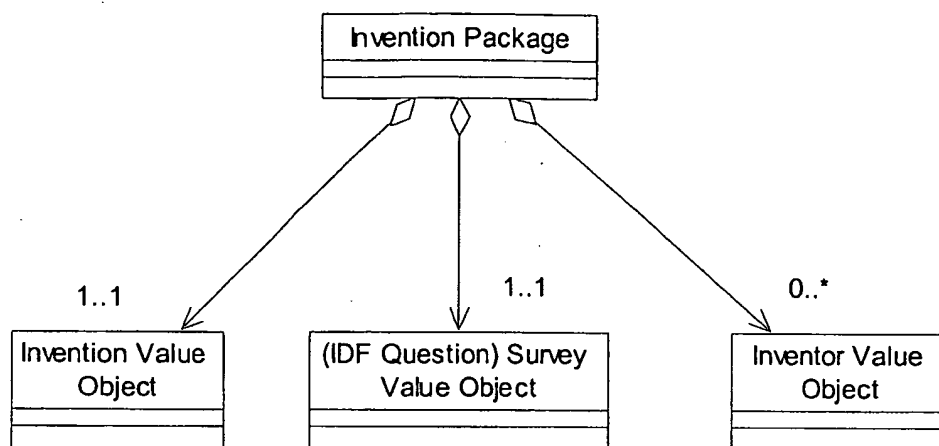 Invention Package
1..1
1..1
0..*
Invention Value
Object
(IDF Question) Survey
Value Object
Inventor Value
Object